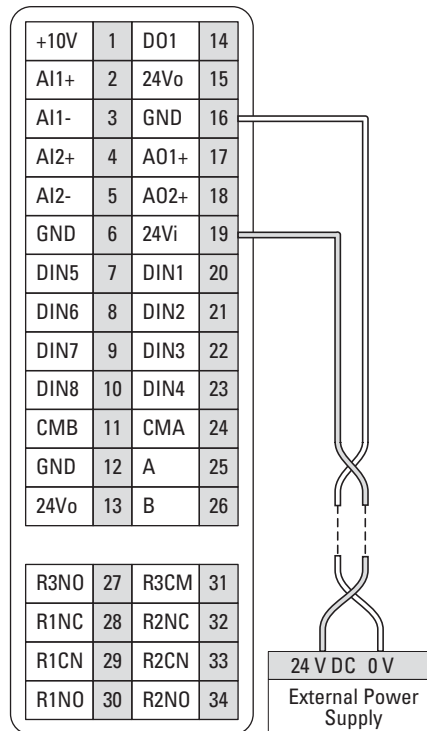 +10V 1 DO1 14
AI1+ 2 24Vo 15
AI1- 3 GND 16
AI2+ 4 AO1+ 17
AI2- 5 AO2+ 18
GND 6 24Vi 19
DIN5 7 DIN1 20
DIN6 8 DIN2 21
DIN7 9 DIN3 22
DIN8 10 DIN4 23
CMB 11 CMA 24
GND 12 A 25
24Vo 13 B 26
R3NO 27 R3CM 31
R1NC 28 R2NC 32
R1CN 29 R2CN 33
R1NO 30 R2NO 34
24 V DC 0 V
External Power
Supply